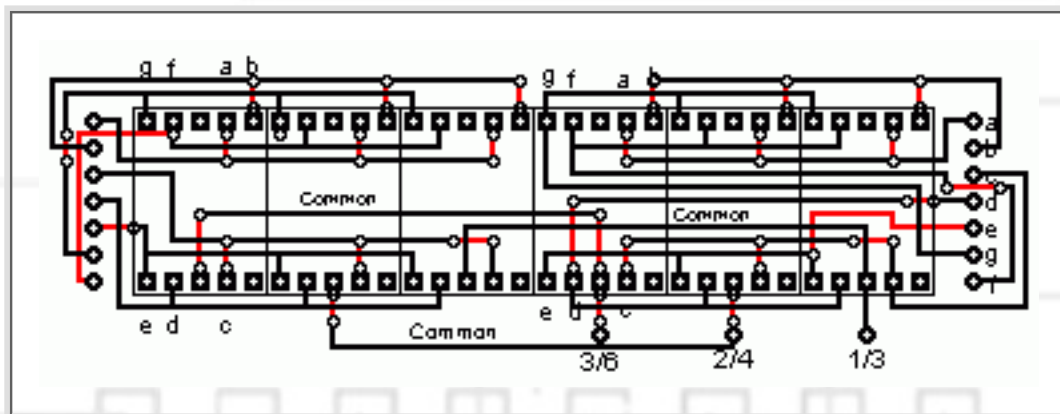 g f a b
g f a b
a
b
c
d
e
g
f
Common
Common
e d c
e d c
Common
3/6 2/4 1/3